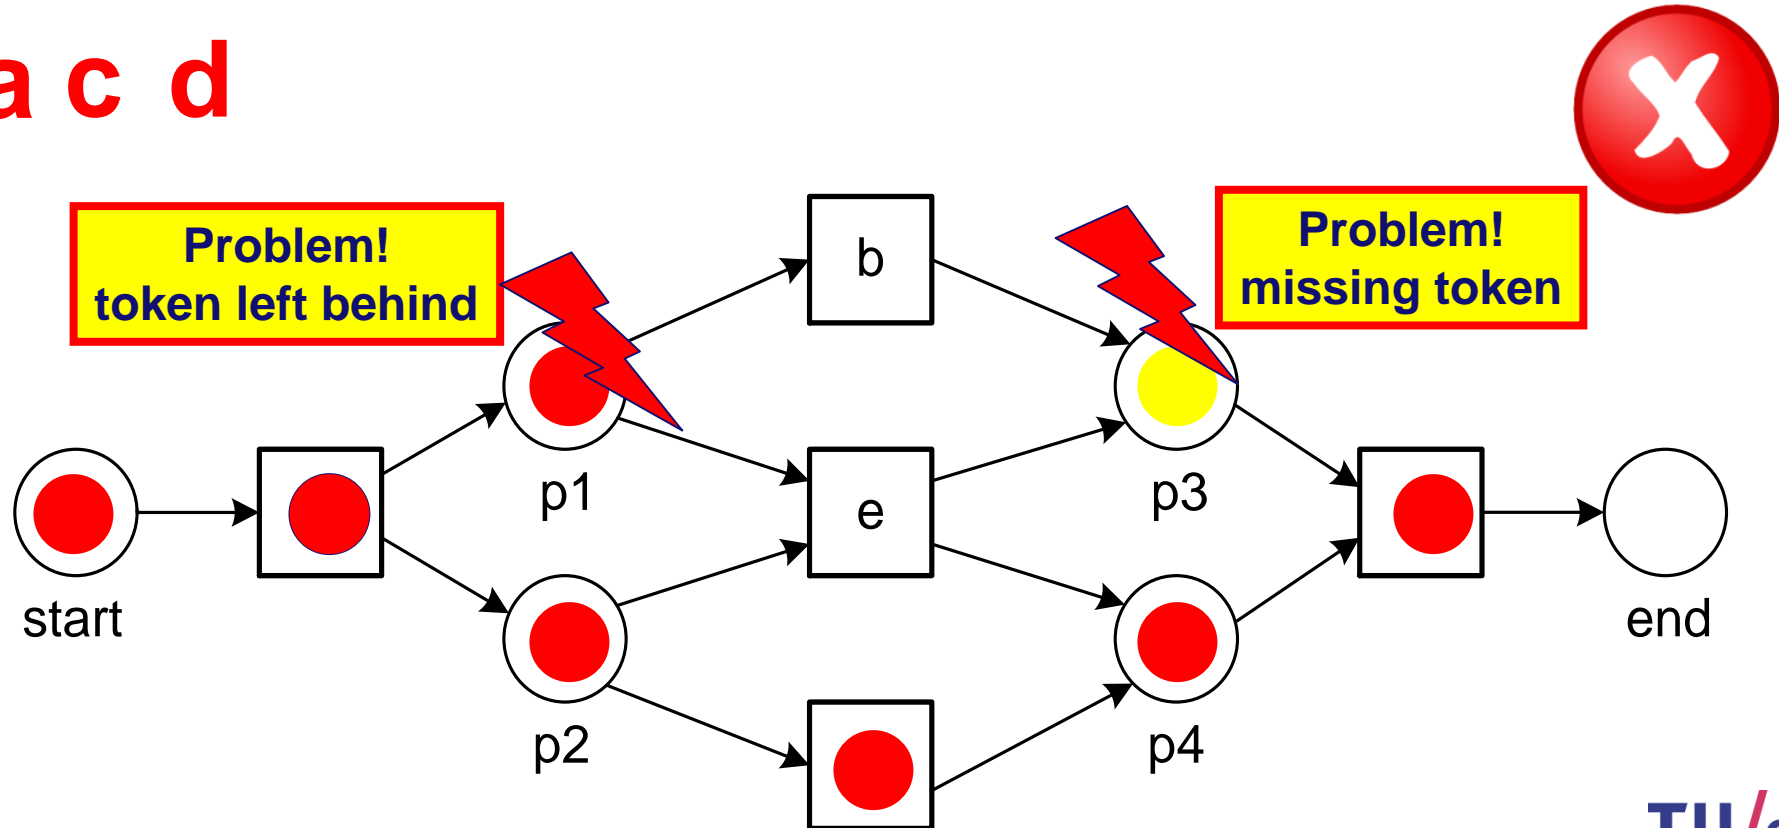 a c d
Problem!
token left behind
Problem!
missing token
b
p1
e
p3
start
end
p2
p4